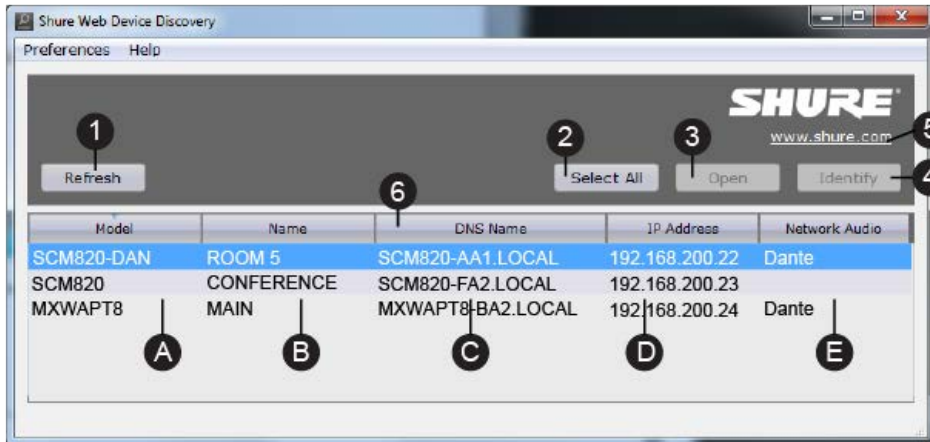 Shure Web Device Discovery
Preferences Help
SHURE
1 2 3 www.shure.com 5
Refresh Select All Open Identify 4
6
Model Name DNS Name IP Address Network Audio
SCM820-DAN ROOM 5 SCM820-AA1.LOCAL 192.168.200.22 Dante
SCM820 CONFERENCE SCM820-FA2.LOCAL 192.168.200.23
MXWAPT8 MAIN MXWAPT8-BA2.LOCAL 192.168.200.24 Dante
A B C D E